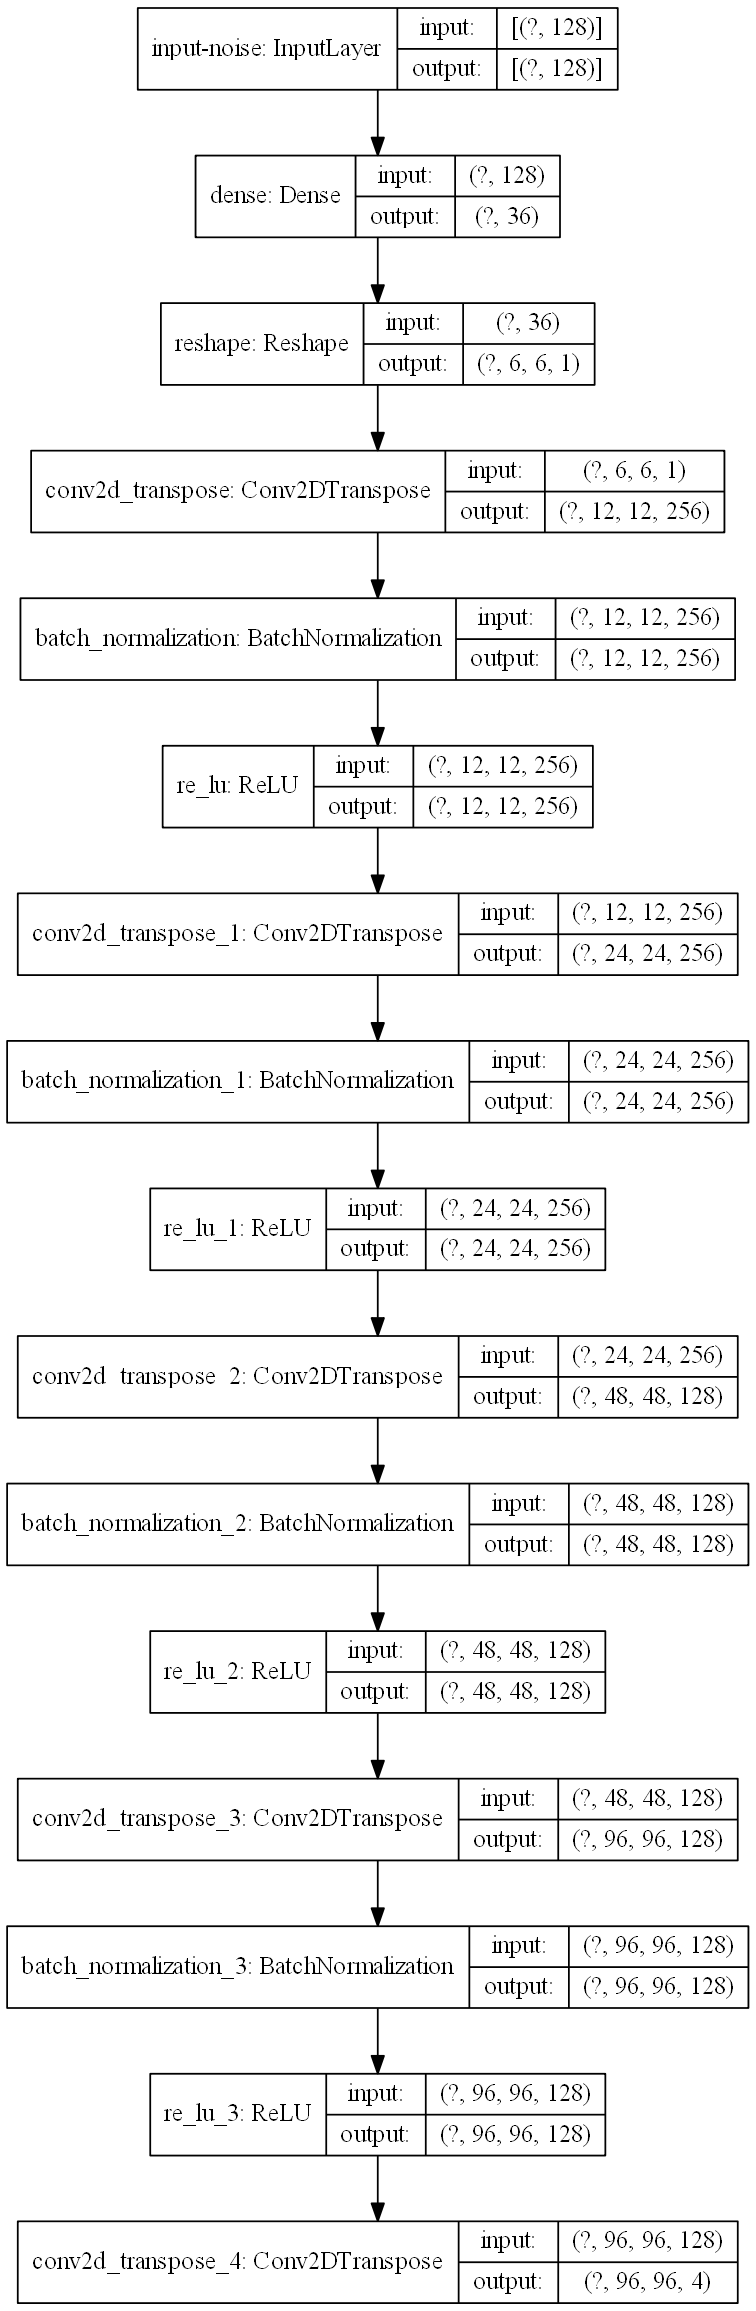 input-noise: InputLayer
input: [(?, 128)]
output: [(?, 128)]
dense: Dense
input: (?, 128)
output: (?, 36)
reshape: Reshape
input: (?, 36)
output: (?, 6, 6, 1)
conv2d_transpose: Conv2DTranspose
input: (?, 6, 6, 1)
output: (?, 12, 12, 256)
batch_normalization: BatchNormalization
input: (?, 12, 12, 256)
output: (?, 12, 12, 256)
re_lu: ReLU
input: (?, 12, 12, 256)
output: (?, 12, 12, 256)
conv2d_transpose_1: Conv2DTranspose
input: (?, 12, 12, 256)
output: (?, 24, 24, 256)
batch_normalization_1: BatchNormalization
input: (?, 24, 24, 256)
output: (?, 24, 24, 256)
re_lu_1: ReLU
input: (?, 24, 24, 256)
output: (?, 24, 24, 256)
conv2d_transpose_2: Conv2DTranspose
input: (?, 24, 24, 256)
output: (?, 48, 48, 128)
batch_normalization_2: BatchNormalization
input: (?, 48, 48, 128)
output: (?, 48, 48, 128)
re_lu_2: ReLU
input: (?, 48, 48, 128)
output: (?, 48, 48, 128)
conv2d_transpose_3: Conv2DTranspose
input: (?, 48, 48, 128)
output: (?, 96, 96, 128)
batch_normalization_3: BatchNormalization
input: (?, 96, 96, 128)
output: (?, 96, 96, 128)
re_lu_3: ReLU
input: (?, 96, 96, 128)
output: (?, 96, 96, 128)
conv2d_transpose_4: Conv2DTranspose
input: (?, 96, 96, 128)
output: (?, 96, 96, 4)